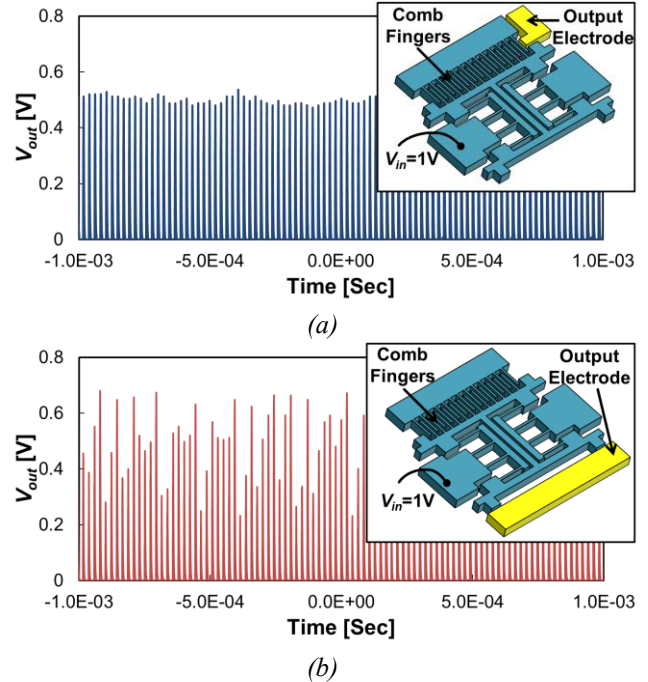 Comb Output
Fingers Electrode
V_in=1V
0.8
0.6
0.4
0.2
0
V_out [V]
-1.0E-03 -5.0E-04 0.0E+00 5.0E-04 1.0E-03
Time [Sec]
(a)
Comb Output
Fingers Electrode
V_in=1V
0.8
0.6
0.4
0.2
0
V_out [V]
-1.0E-03 -5.0E-04 0.0E+00 5.0E-04 1.0E-03
Time [Sec]
(b)